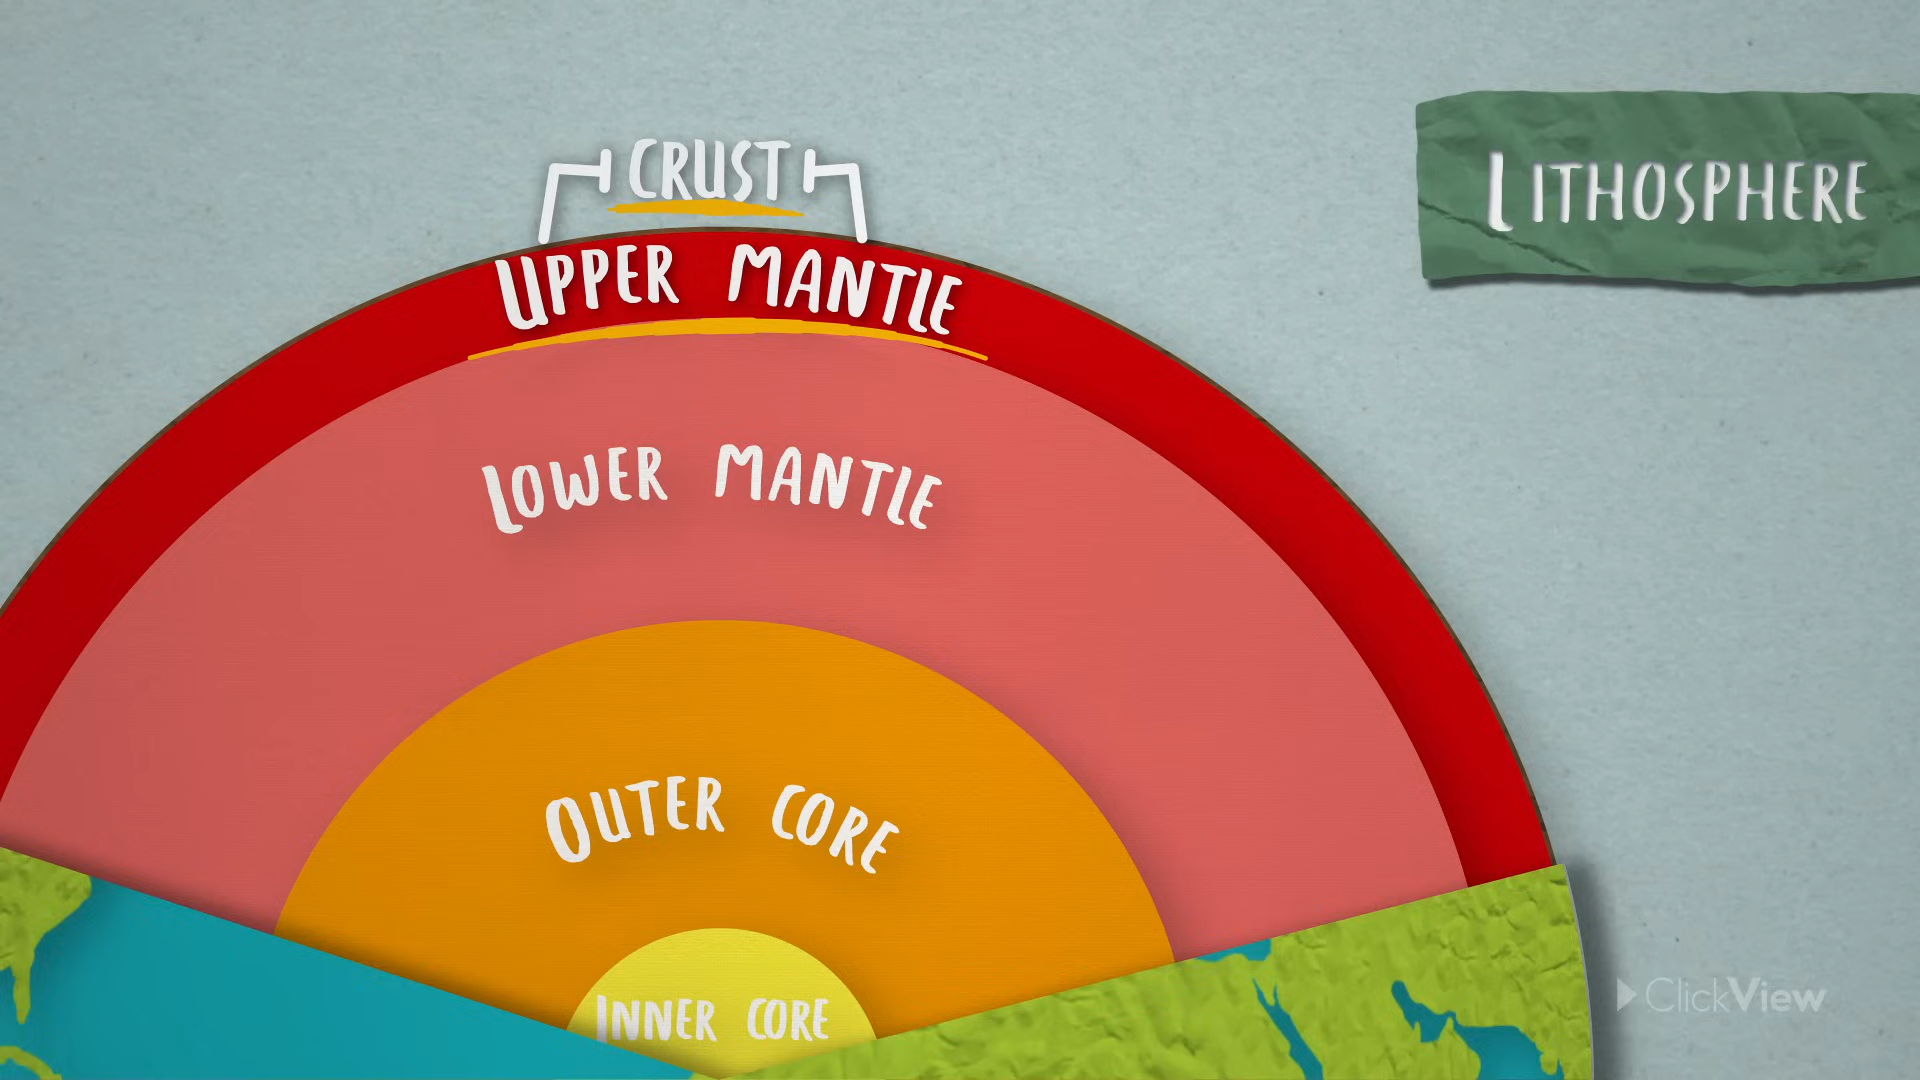 CRUST
LITHOSPHERE
UPPER MANTLE
LOWER MANTLE
OUTER CORE
INNER CORE
ClickView